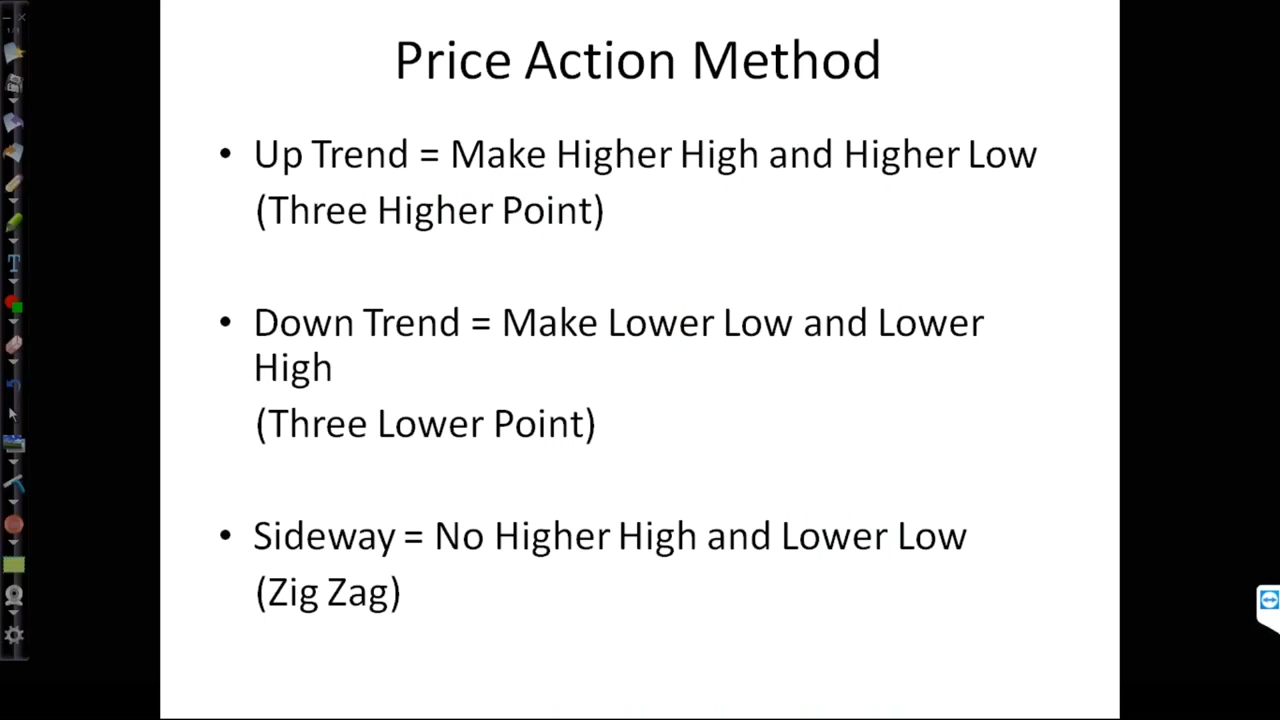 Price Action Method
• Up Trend = Make Higher High and Higher Low
(Three Higher Point)
• Down Trend = Make Lower Low and Lower
High
(Three Lower Point)
• Sideway = No Higher High and Lower Low
(Zig Zag)